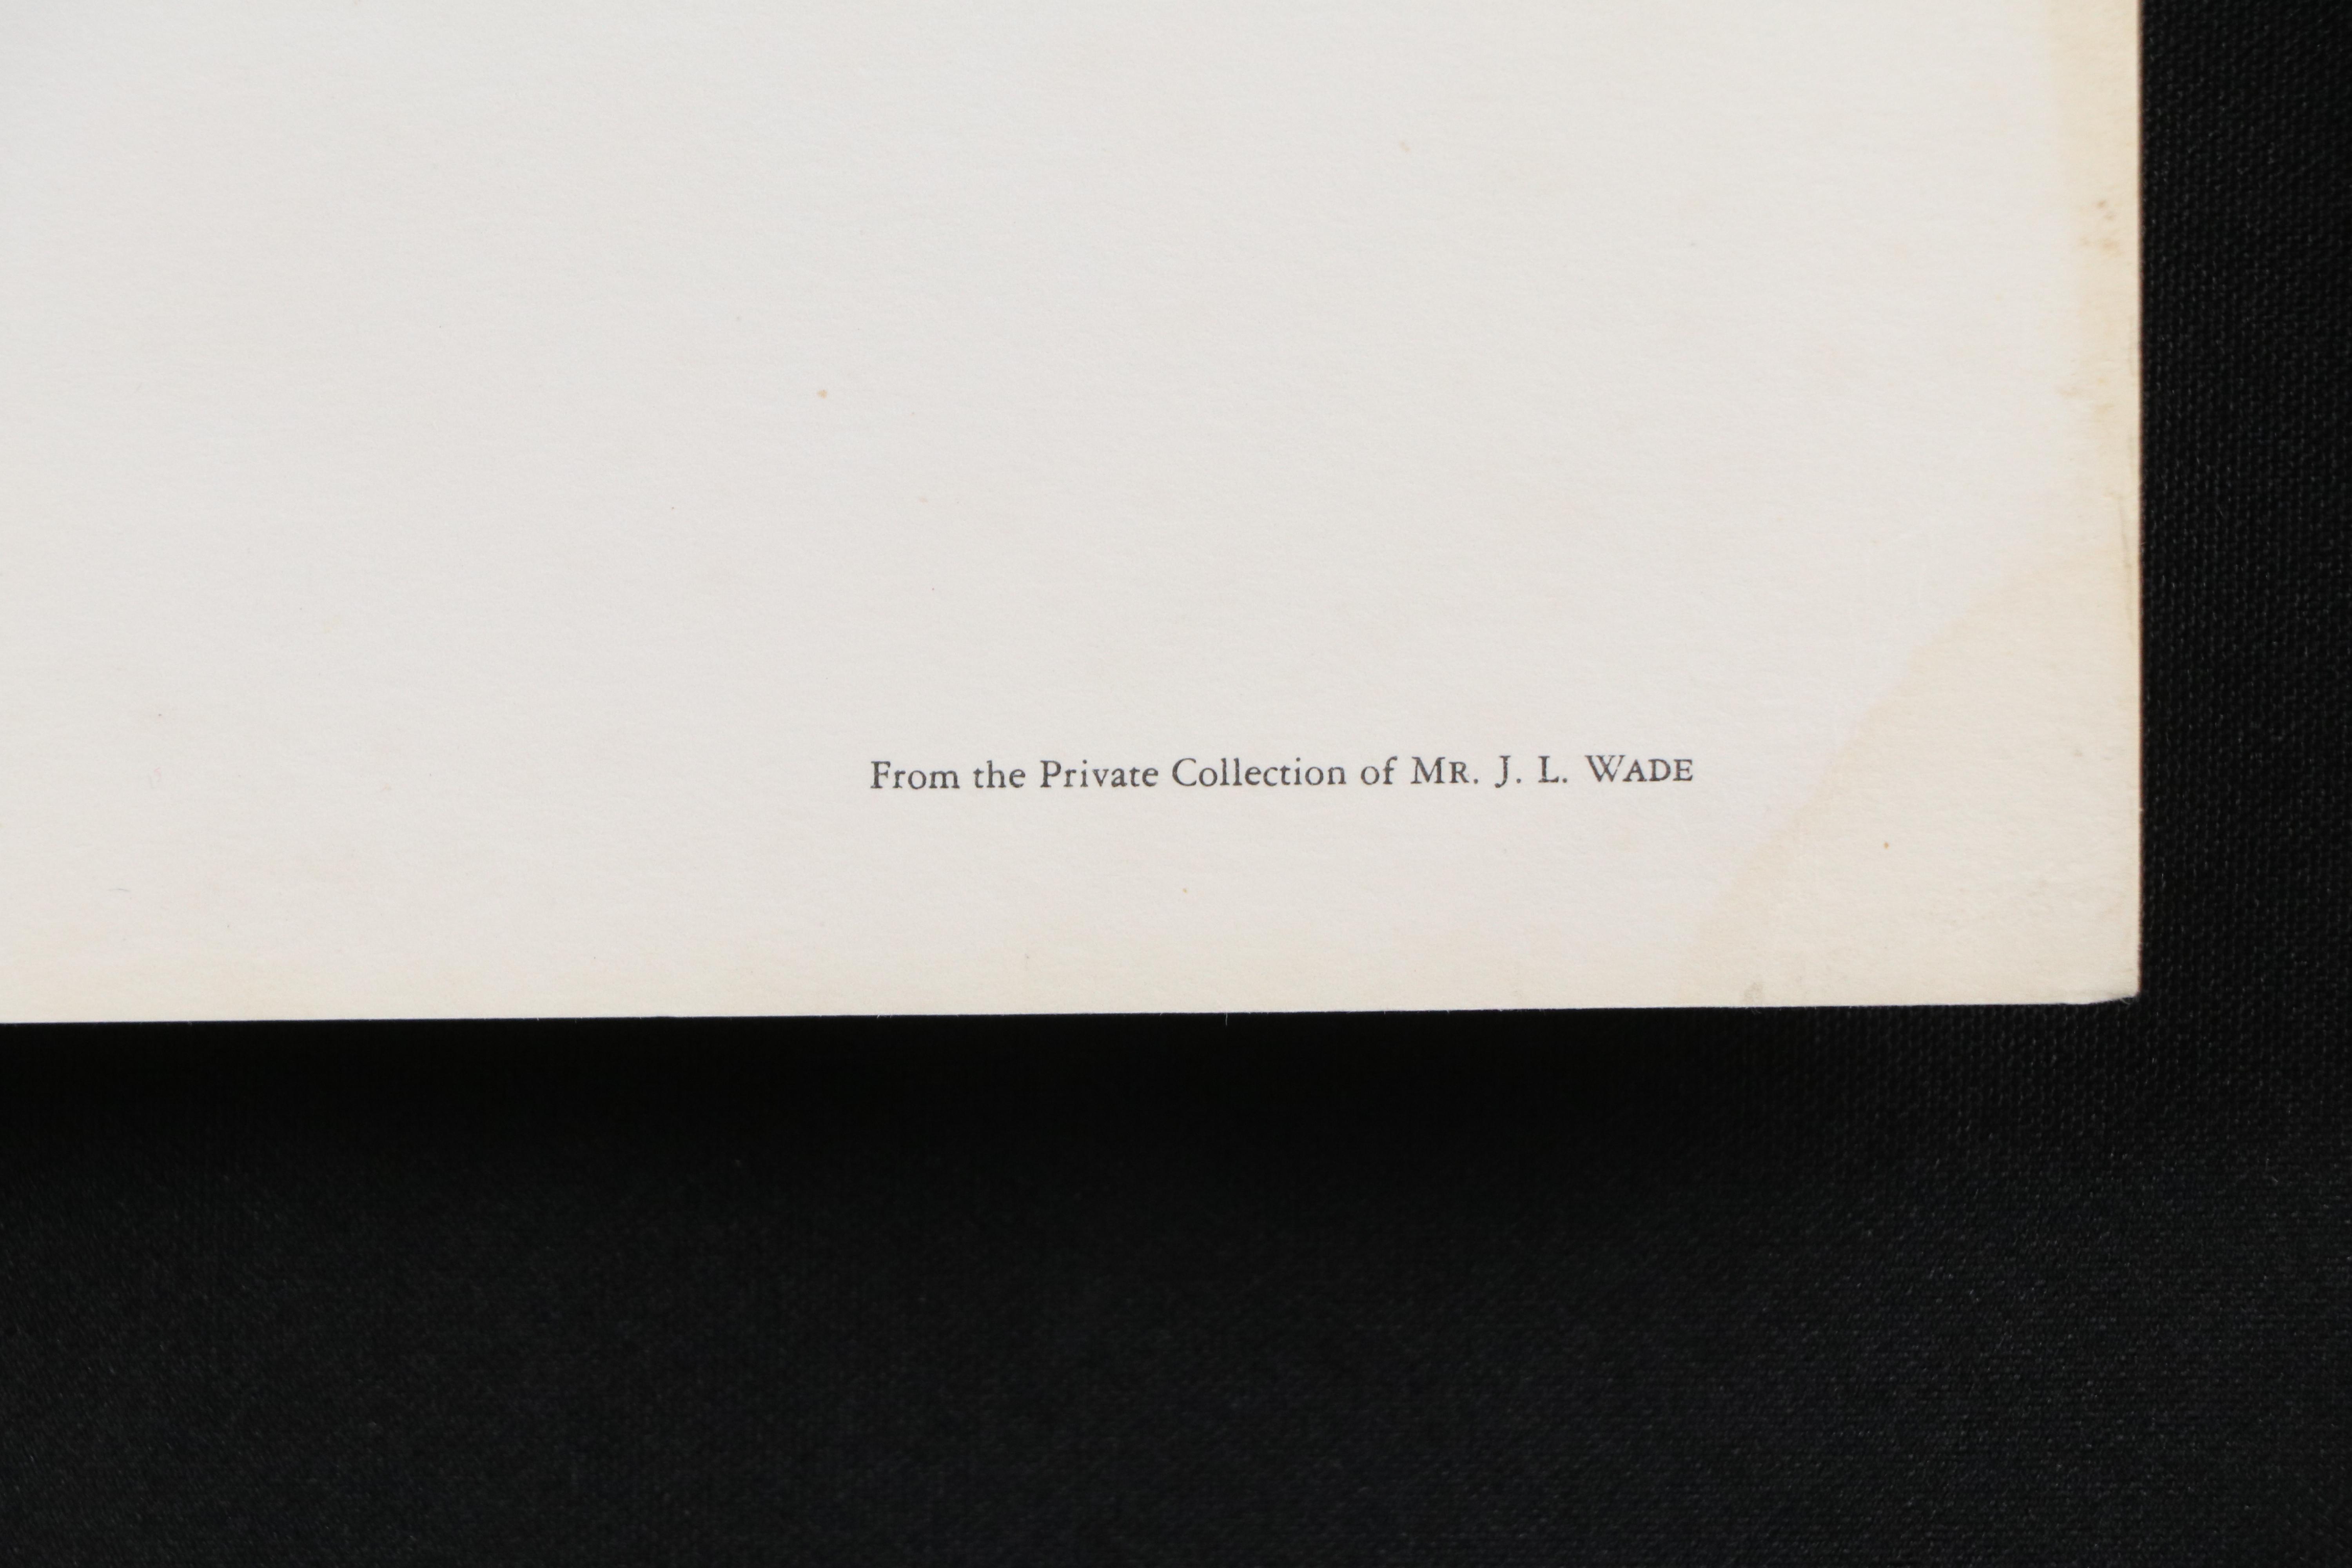 From the Private Collection of MR. J. L. WADE